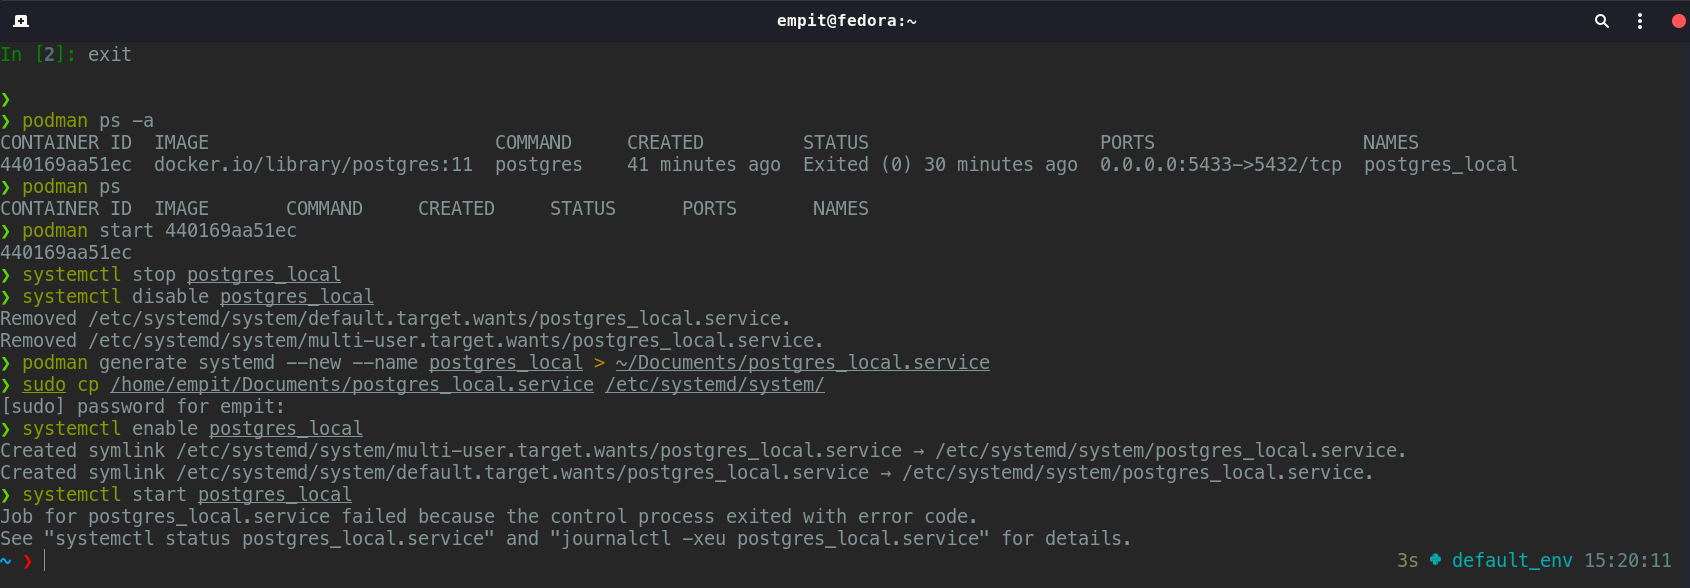 empit@fedora:~
In [2]: exit
❯
❯ podman ps -a
CONTAINER ID  IMAGE                          COMMAND     CREATED         STATUS                     PORTS                   NAMES
440169aa51ec  docker.io/library/postgres:11  postgres    41 minutes ago  Exited (0) 30 minutes ago  0.0.0.0:5433->5432/tcp  postgres_local
❯ podman ps
CONTAINER ID  IMAGE       COMMAND     CREATED     STATUS      PORTS       NAMES
❯ podman start 440169aa51ec
440169aa51ec
❯ systemctl stop postgres_local
❯ systemctl disable postgres_local
Removed /etc/systemd/system/default.target.wants/postgres_local.service.
Removed /etc/systemd/system/multi-user.target.wants/postgres_local.service.
❯ podman generate systemd --new --name postgres_local > ~/Documents/postgres_local.service
❯ sudo cp /home/empit/Documents/postgres_local.service /etc/systemd/system/
[sudo] password for empit:
❯ systemctl enable postgres_local
Created symlink /etc/systemd/system/multi-user.target.wants/postgres_local.service → /etc/systemd/system/postgres_local.service.
Created symlink /etc/systemd/system/default.target.wants/postgres_local.service → /etc/systemd/system/postgres_local.service.
❯ systemctl start postgres_local
Job for postgres_local.service failed because the control process exited with error code.
See "systemctl status postgres_local.service" and "journalctl -xeu postgres_local.service" for details.
~ ❯ 3s default_env 15:20:11